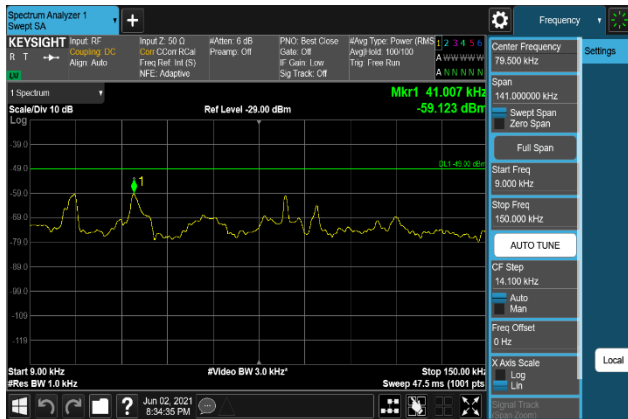 Spectrum Analyzer 1
Swept SA
Frequency
KEYSIGHT
R T
LXI
Input: RF
Coupling: DC
Align: Auto
Input Z: 50 Ω
Corr CCorr RCal
Freq Ref: Int (S)
NFE: Adaptive
#Atten: 6 dB
Preamp: Off
PNO: Best Close
Gate: Off
IF Gain: Low
Sig Track: Off
#Avg Type: Power (RMS
Avg|Hold: 100/100
Trig: Free Run
1 2 3 4 5 6
A W W W W W
A N N N N N
1 Spectrum
Scale/Div 10 dB
Log
Ref Level -29.00 dBm
Mkr1 41.007 kHz
-59.123 dBm
DL1 -49.00 dBm
1
-39.0
-49.0
-59.0
-69.0
-79.0
-89.0
-99.0
-109
-119
Start 9.00 kHz
#Res BW 1.0 kHz
#Video BW 3.0 kHz*
Stop 150.00 kHz
Sweep 47.5 ms (1001 pts
Jun 02, 2021
8:34:35 PM
Center Frequency
79.500 kHz
Span
141.000000 kHz
Swept Span
Zero Span
Full Span
Start Freq
9.000 kHz
Stop Freq
150.000 kHz
AUTO TUNE
CF Step
14.100 kHz
Auto
Man
Freq Offset
0 Hz
X Axis Scale
Log
Lin
Signal Track
(Span Zoom)
Settings
Local